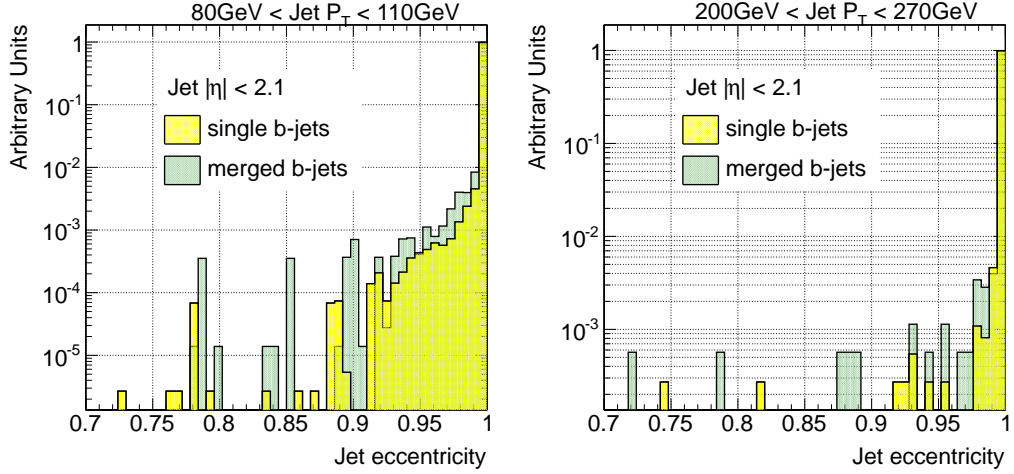 80GeV < Jet P_T < 110GeV
Arbitrary Units
1
10^-1
10^-2
10^-3
10^-4
10^-5
Jet |η| < 2.1
single b-jets
merged b-jets
0.7 0.75 0.8 0.85 0.9 0.95 1
Jet eccentricity
200GeV < Jet P_T < 270GeV
Arbitrary Units
1
10^-1
10^-2
10^-3
Jet |η| < 2.1
single b-jets
merged b-jets
0.7 0.75 0.8 0.85 0.9 0.95 1
Jet eccentricity